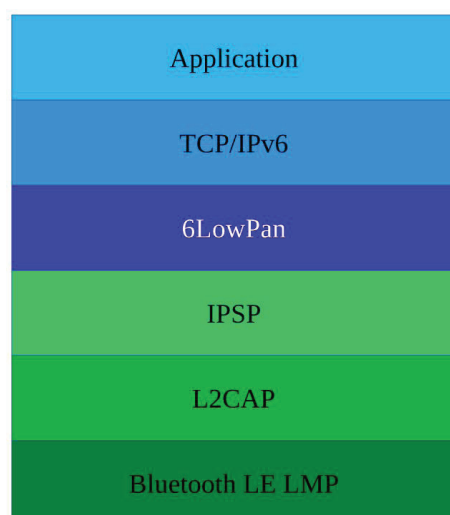 Application
TCP/IPv6
6LowPan
IPSP
L2CAP
Bluetooth LE LMP